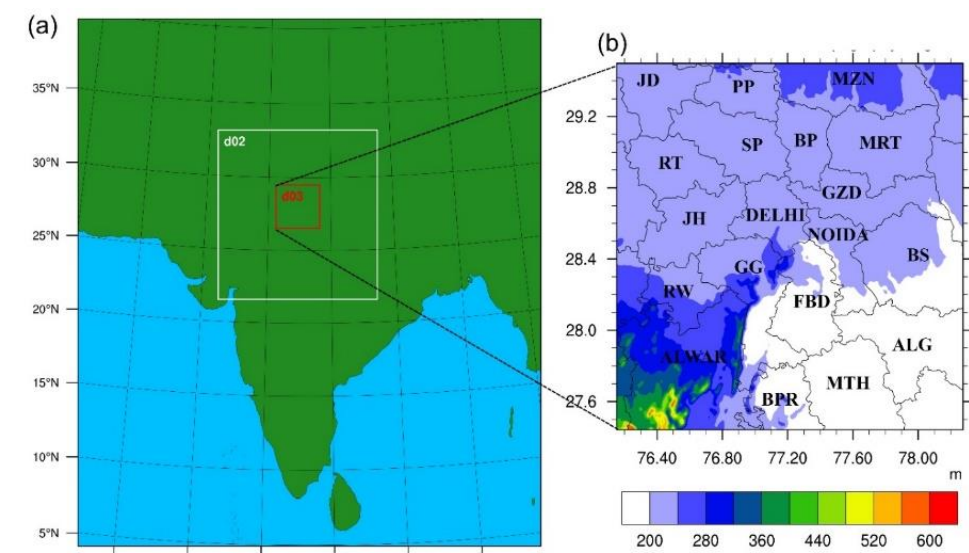 (a)
35°N
30°N
25°N
20°N
15°N
10°N
5°N
d02
d03
(b)
29.2
28.8
28.4
28.0
27.6
JD
PP
MZN
SP
BP
MRT
RT
GZD
JH
DELHI
NOIDA
BS
GG
RW
FBD
ALWAR
ALG
MTH
BPR
76.40 76.80 77.20 77.60 78.00
m
200 280 360 440 520 600